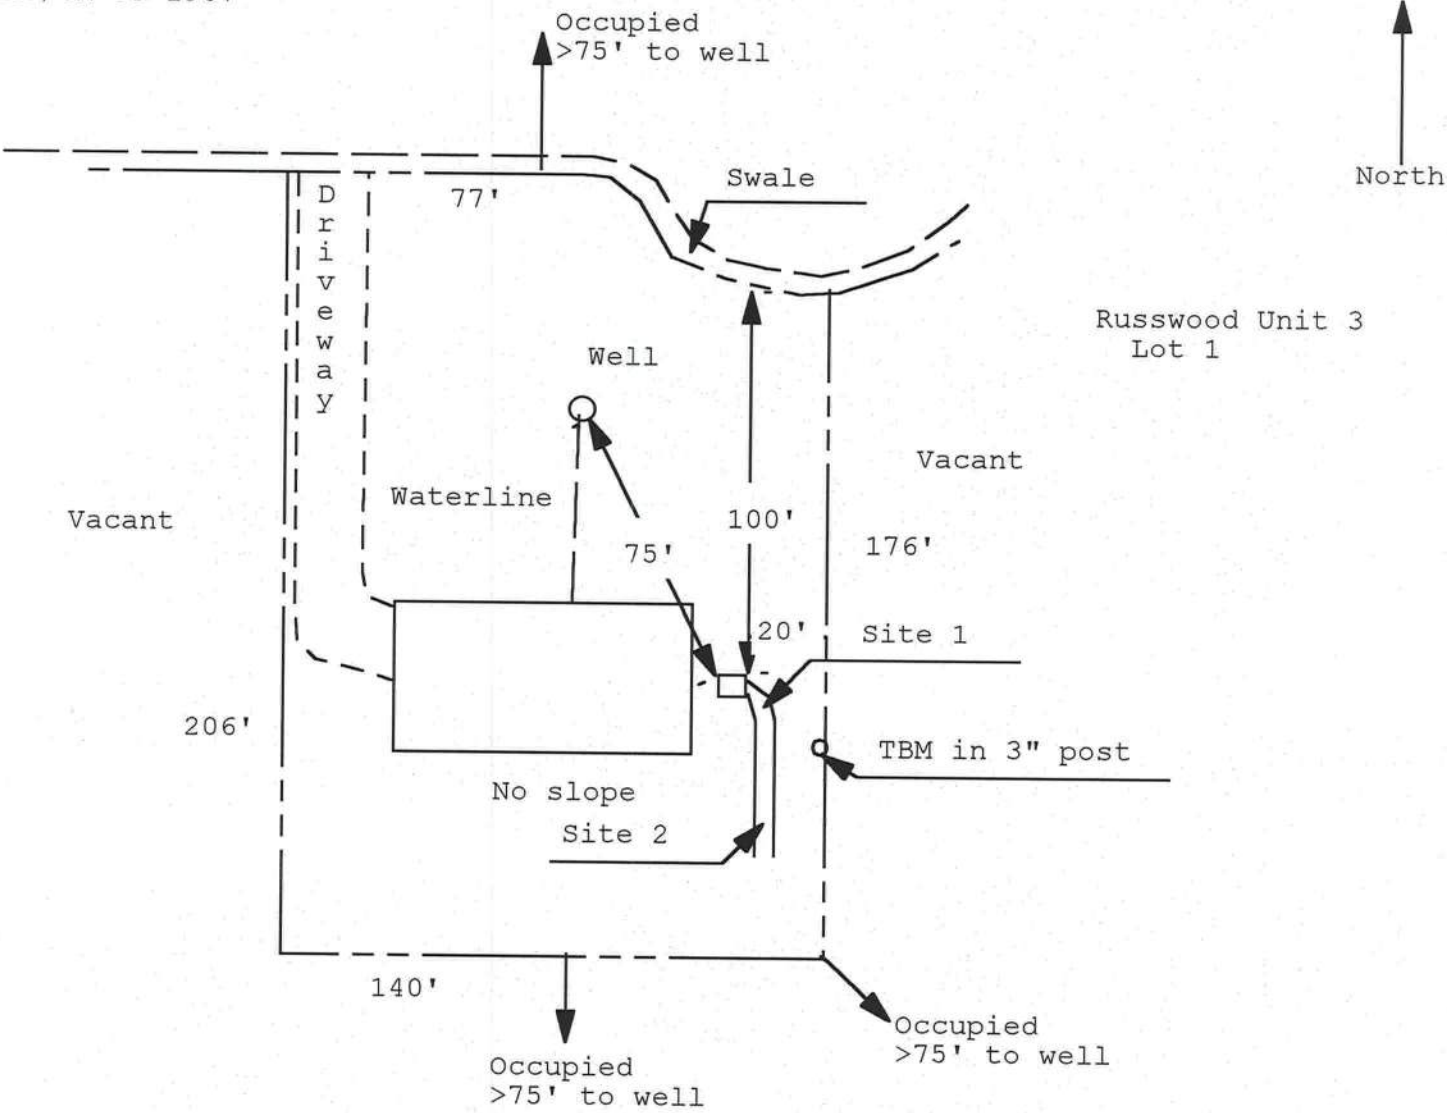 Occupied
>75' to well
North
77'
Swale
Driveway
Russwood Unit 3
Lot 1
Well
Vacant
Waterline
Vacant
100'
75'
176'
20'
Site 1
206'
TBM in 3" post
No slope
Site 2
140'
Occupied
>75' to well
Occupied
>75' to well